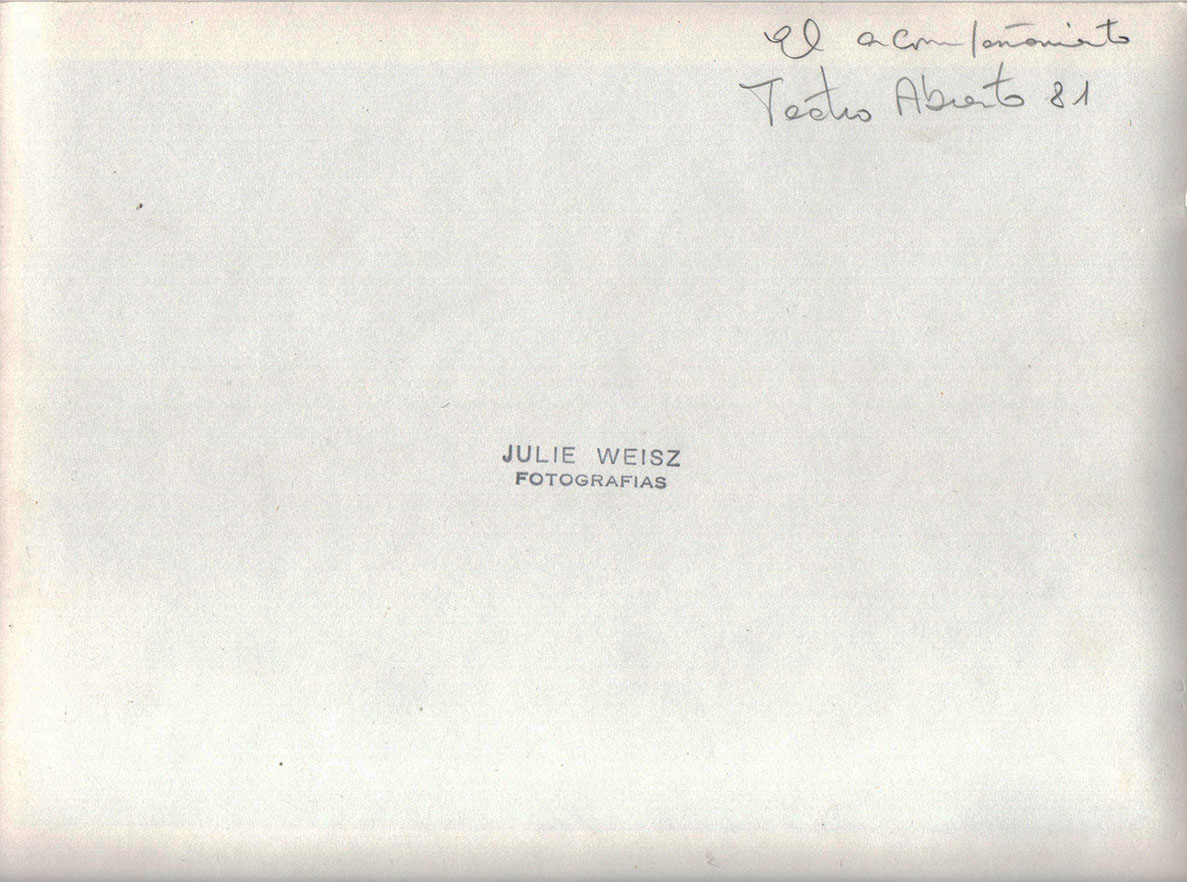 El acompañamiento
Teatro Abierto 81
JULIE WEISZ
FOTOGRAFIAS